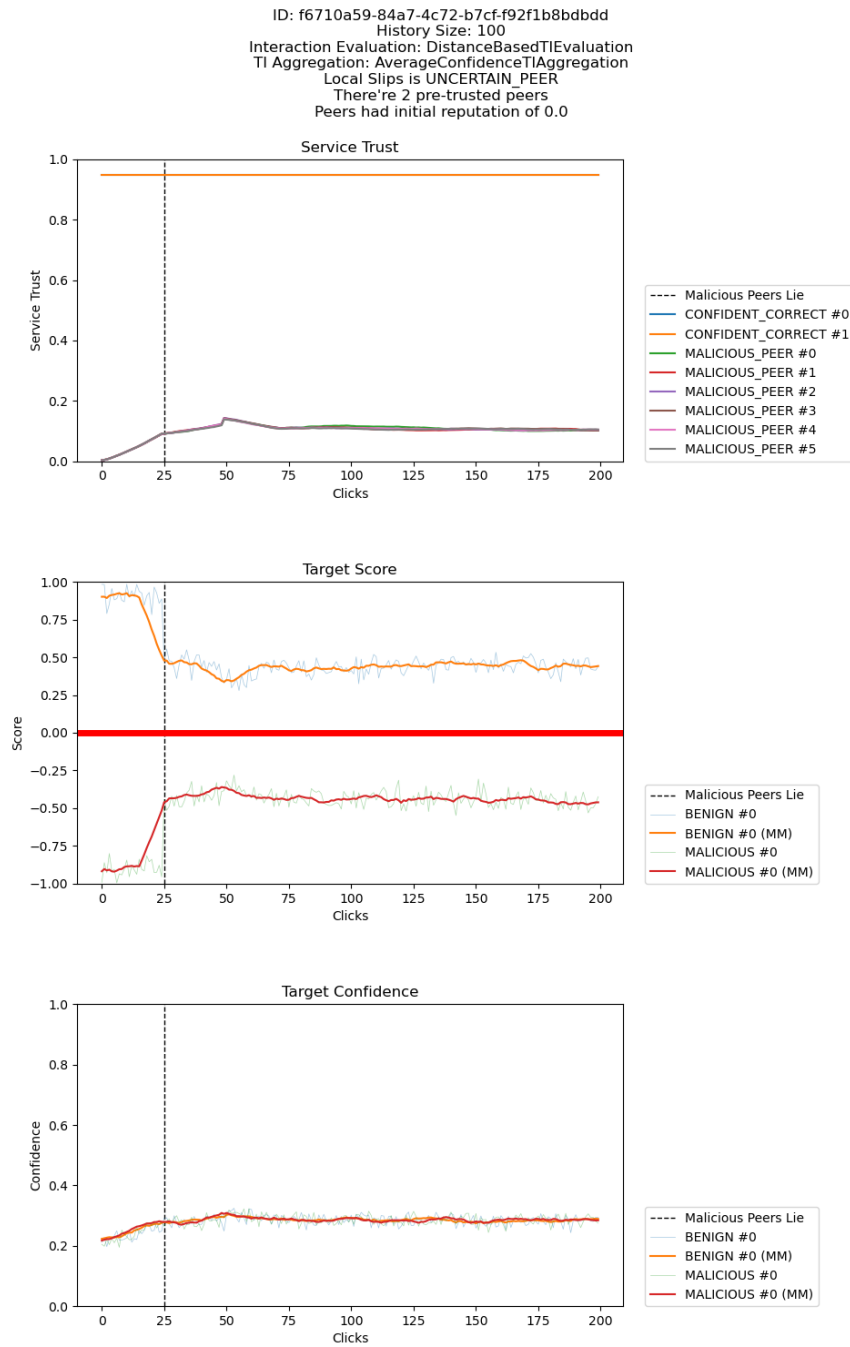 ID: f6710a59-84a7-4c72-b7cf-f92f1b8bdbdd
History Size: 100
Interaction Evaluation: DistanceBasedTIEvaluation
TI Aggregation: AverageConfidenceTIAggregation
Local Slips is UNCERTAIN_PEER
There're 2 pre-trusted peers
Peers had initial reputation of 0.0
Service Trust
1.0
0.8
0.6
0.4
0.2
0.0
Service Trust
0 25 50 75 100 125 150 175 200
Clicks
Malicious Peers Lie
CONFIDENT_CORRECT #0
CONFIDENT_CORRECT #1
MALICIOUS_PEER #0
MALICIOUS_PEER #1
MALICIOUS_PEER #2
MALICIOUS_PEER #3
MALICIOUS_PEER #4
MALICIOUS_PEER #5
Target Score
1.00
0.75
0.50
0.25
0.00
−0.25
−0.50
−0.75
−1.00
Score
0 25 50 75 100 125 150 175 200
Clicks
Malicious Peers Lie
BENIGN #0
BENIGN #0 (MM)
MALICIOUS #0
MALICIOUS #0 (MM)
Target Confidence
1.0
0.8
0.6
0.4
0.2
0.0
Confidence
0 25 50 75 100 125 150 175 200
Clicks
Malicious Peers Lie
BENIGN #0
BENIGN #0 (MM)
MALICIOUS #0
MALICIOUS #0 (MM)